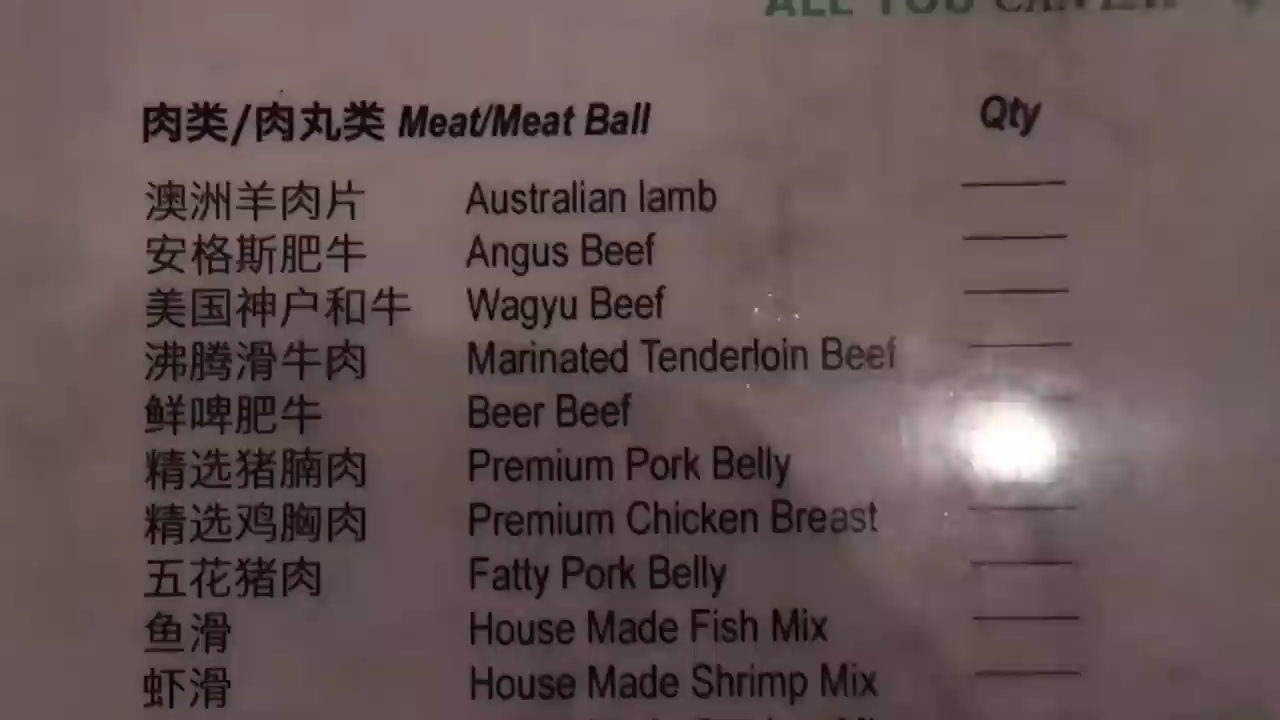 ALL YOU CAN EAT
肉类/肉丸类 Meat/Meat Ball Qty
澳洲羊肉片 Australian lamb
安格斯肥牛 Angus Beef
美国神户和牛 Wagyu Beef
沸腾滑牛肉 Marinated Tenderloin Beef
鲜啤肥牛 Beer Beef
精选猪腩肉 Premium Pork Belly
精选鸡胸肉 Premium Chicken Breast
五花猪肉 Fatty Pork Belly
鱼滑 House Made Fish Mix
虾滑 House Made Shrimp Mix